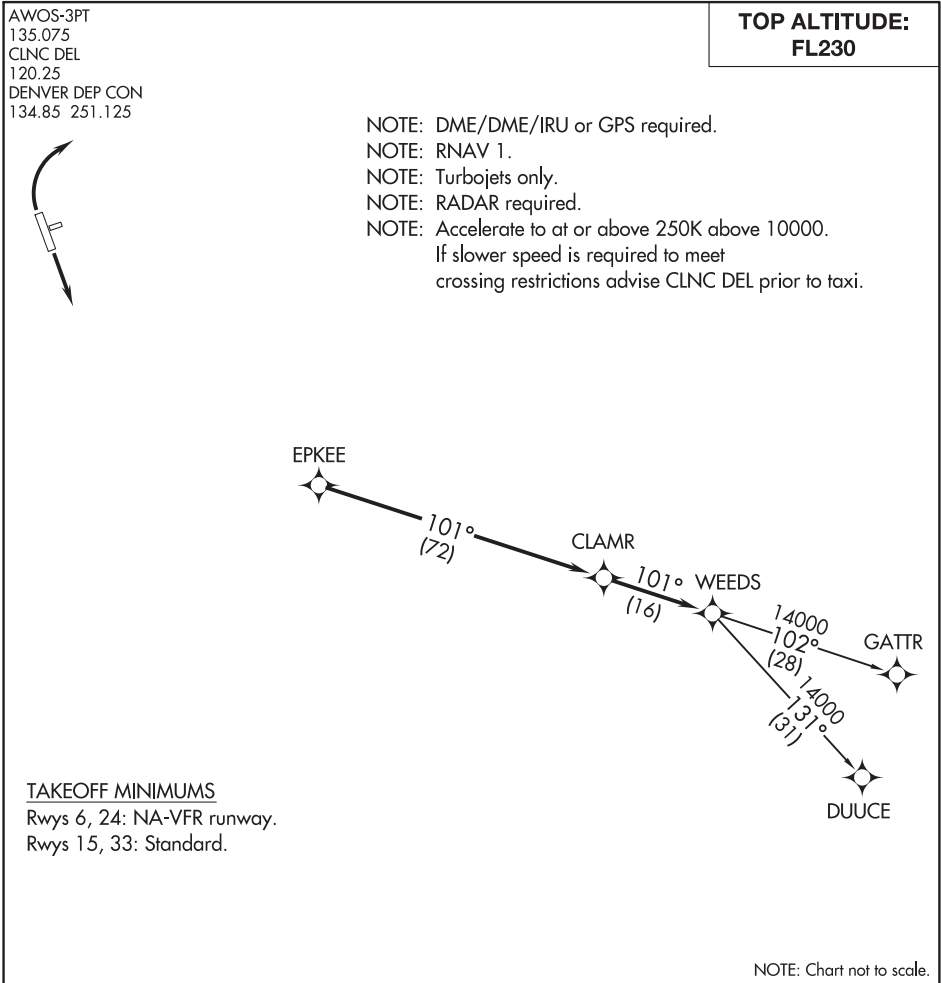 AWOS-3PT
135.075
CLNC DEL
120.25
DENVER DEP CON
134.85 251.125
TOP ALTITUDE:
FL230
NOTE: DME/DME/IRU or GPS required.
NOTE: RNAV 1.
NOTE: Turbojets only.
NOTE: RADAR required.
NOTE: Accelerate to at or above 250K above 10000.
If slower speed is required to meet
crossing restrictions advise CLNC DEL prior to taxi.
EPKEE
101°
(72)
CLAMR
101°
(16)
WEEDS
14000
102°
(28)
GATTR
14000
131°
(31)
DUUCE
TAKEOFF MINIMUMS
Rwys 6, 24: NA-VFR runway.
Rwys 15, 33: Standard.
NOTE: Chart not to scale.